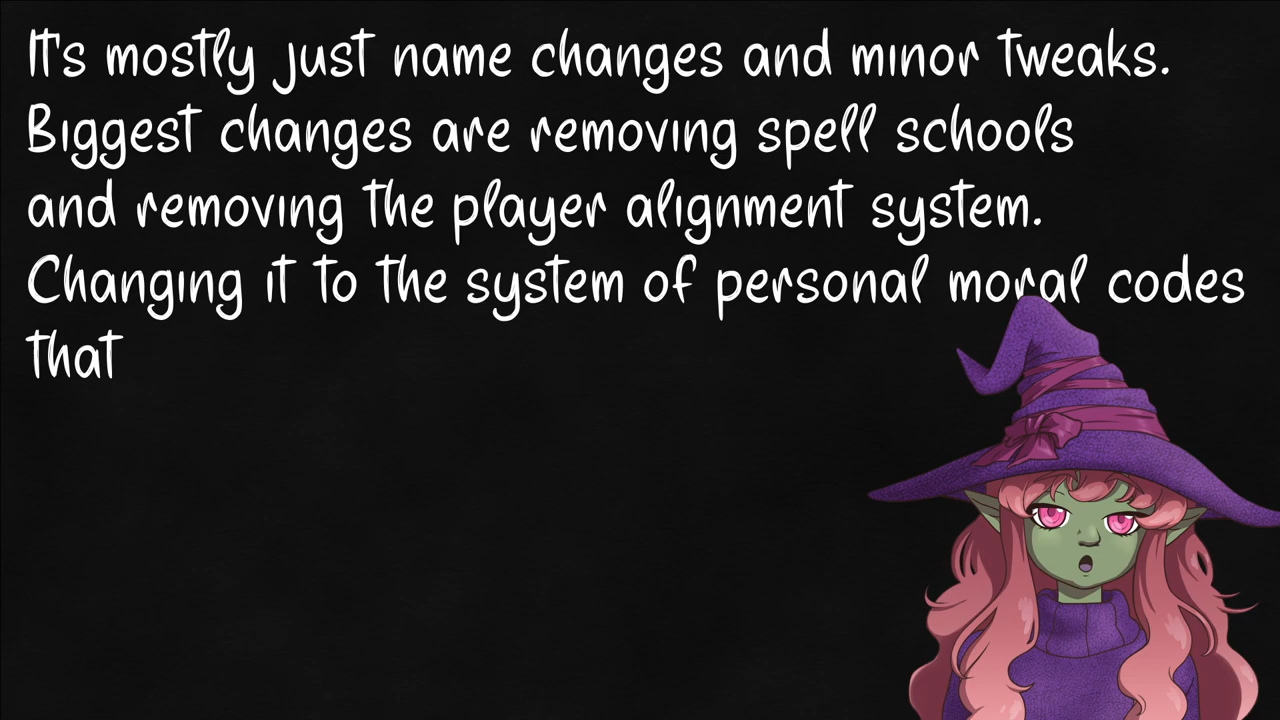 It's mostly just name changes and minor tweaks.
Biggest changes are removing spell schools
and removing the player alignment system.
Changing it to the system of personal moral codes
that